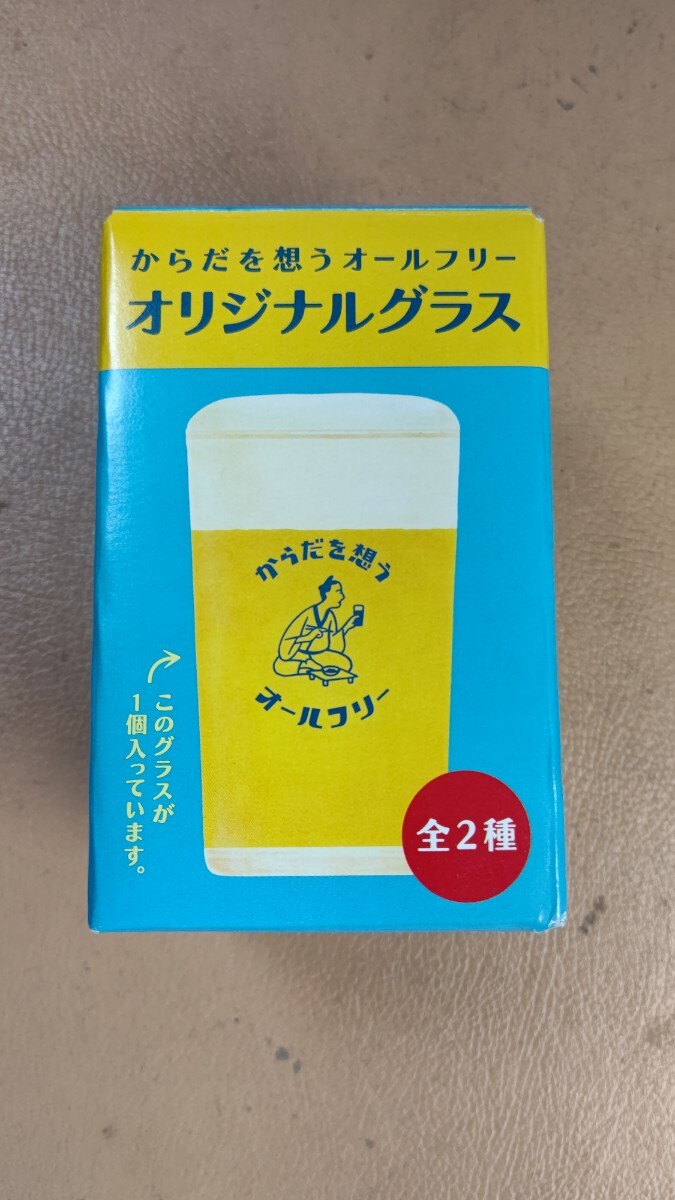 からだを想うオールフリー
オリジナルグラス
からだを想う
オールフリー
このグラスが
1個入っています。
全2種